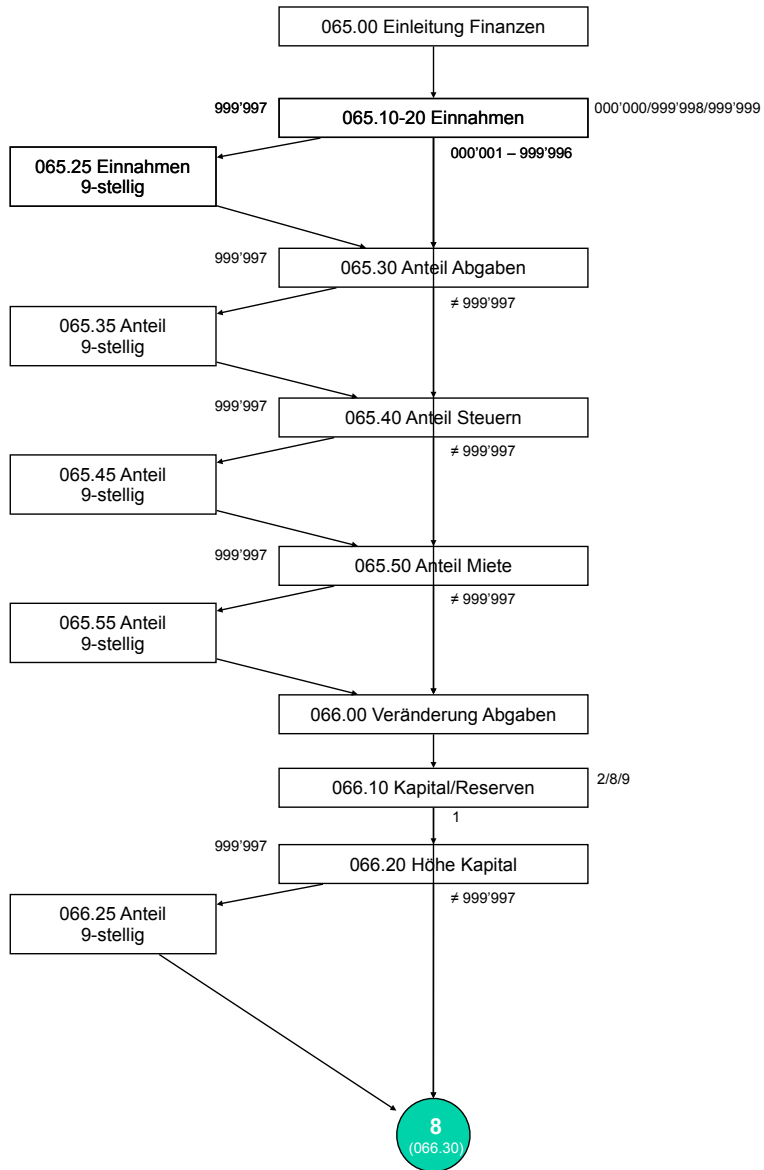 065.00 Einleitung Finanzen
999’997
065.10-20 Einnahmen
000’000/999’998/999’999
000’001 – 999’996
065.25 Einnahmen
9-stellig
999’997
065.30 Anteil Abgaben
≠ 999’997
065.35 Anteil
9-stellig
999’997
065.40 Anteil Steuern
≠ 999’997
065.45 Anteil
9-stellig
999’997
065.50 Anteil Miete
≠ 999’997
065.55 Anteil
9-stellig
066.00 Veränderung Abgaben
066.10 Kapital/Reserven
2/8/9
1
999’997
066.20 Höhe Kapital
≠ 999’997
066.25 Anteil
9-stellig
8
(066.30)